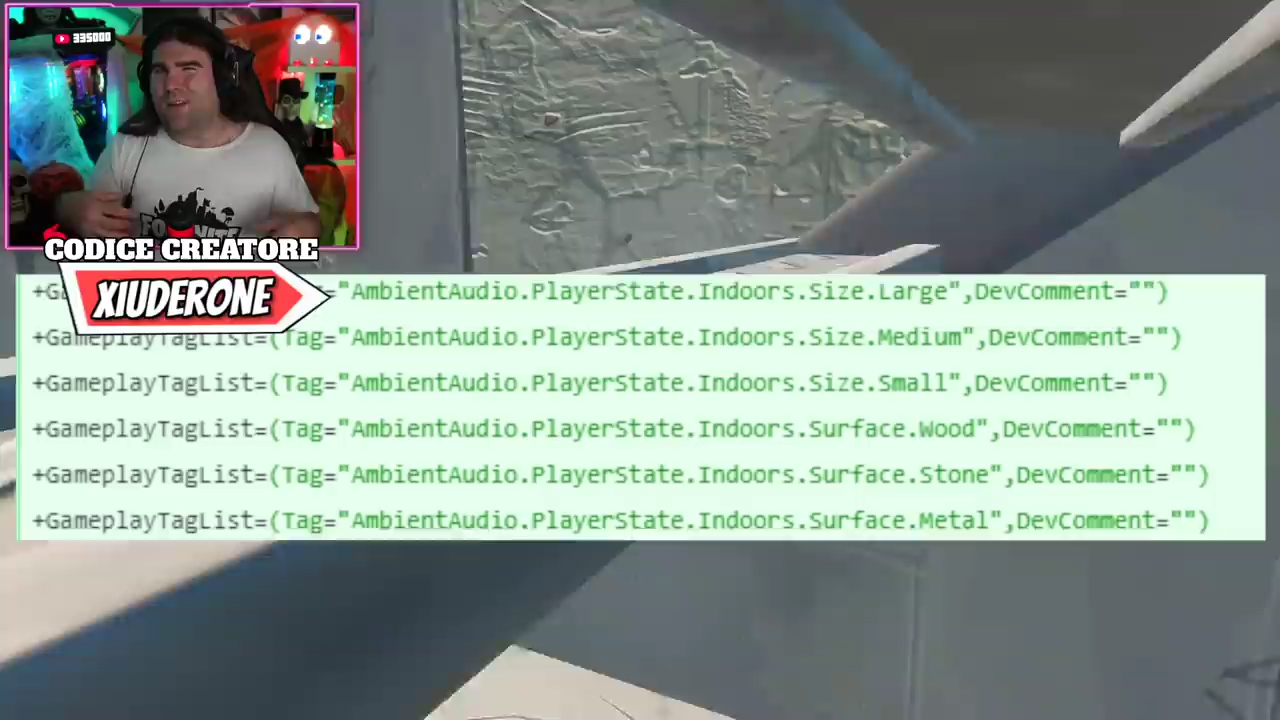 335000
FORTNITE
CODICE CREATORE
XIUDERONE
="AmbientAudio.PlayerState.Indoors.Size.Large",DevComment="")
+GameplayTagList=(Tag="AmbientAudio.PlayerState.Indoors.Size.Medium",DevComment="")
+GameplayTagList=(Tag="AmbientAudio.PlayerState.Indoors.Size.Small",DevComment="")
+GameplayTagList=(Tag="AmbientAudio.PlayerState.Indoors.Surface.Wood",DevComment="")
+GameplayTagList=(Tag="AmbientAudio.PlayerState.Indoors.Surface.Stone",DevComment="")
+GameplayTagList=(Tag="AmbientAudio.PlayerState.Indoors.Surface.Metal",DevComment="")